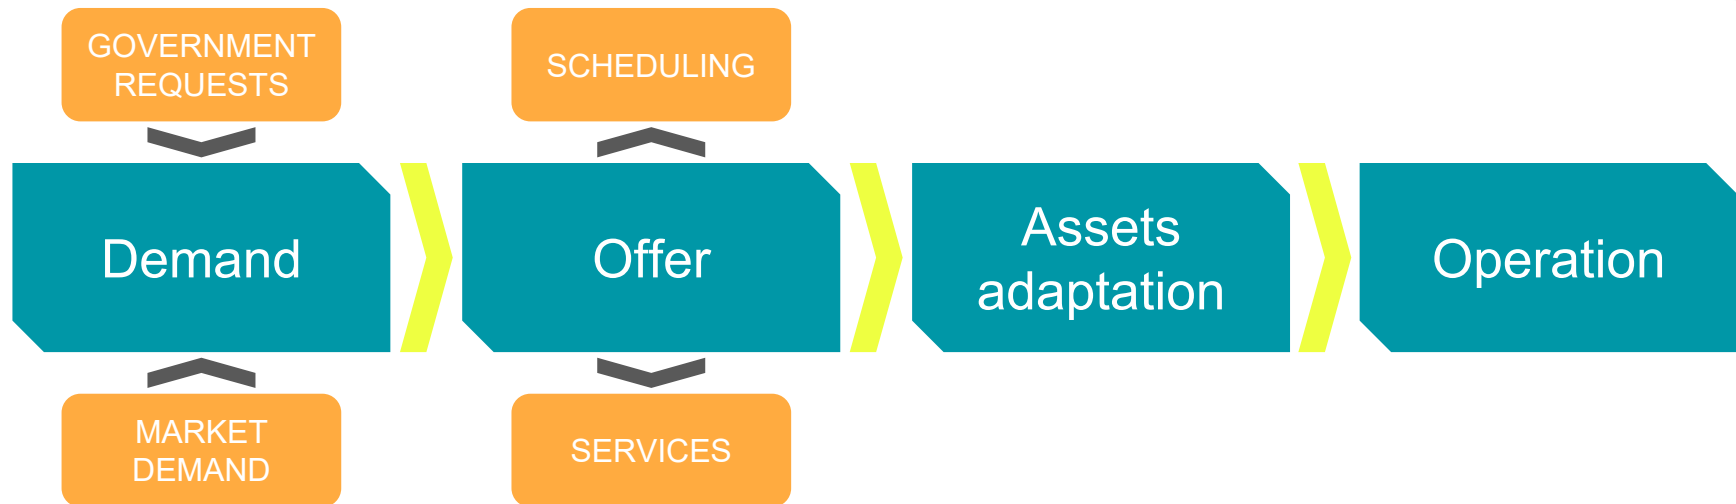 GOVERNMENT
REQUESTS
SCHEDULING
Demand
Offer
Assets
adaptation
Operation
MARKET
DEMAND
SERVICES